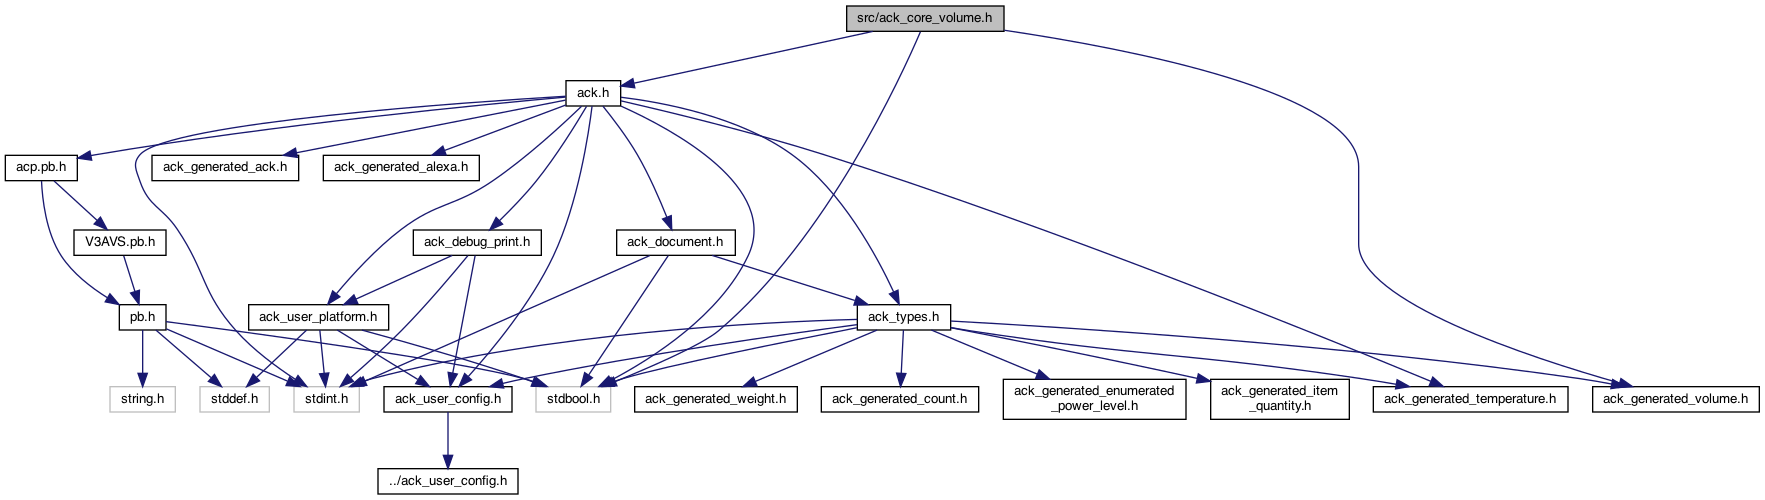 src/ack_core_volume.h
ack.h
acp.pb.h
ack_generated_ack.h
ack_generated_alexa.h
V3AVS.pb.h
ack_debug_print.h
ack_document.h
pb.h
ack_user_platform.h
ack_types.h
string.h
stddef.h
stdint.h
ack_user_config.h
stdbool.h
ack_generated_weight.h
ack_generated_count.h
ack_generated_enumerated
_power_level.h
ack_generated_item
_quantity.h
ack_generated_temperature.h
ack_generated_volume.h
../ack_user_config.h